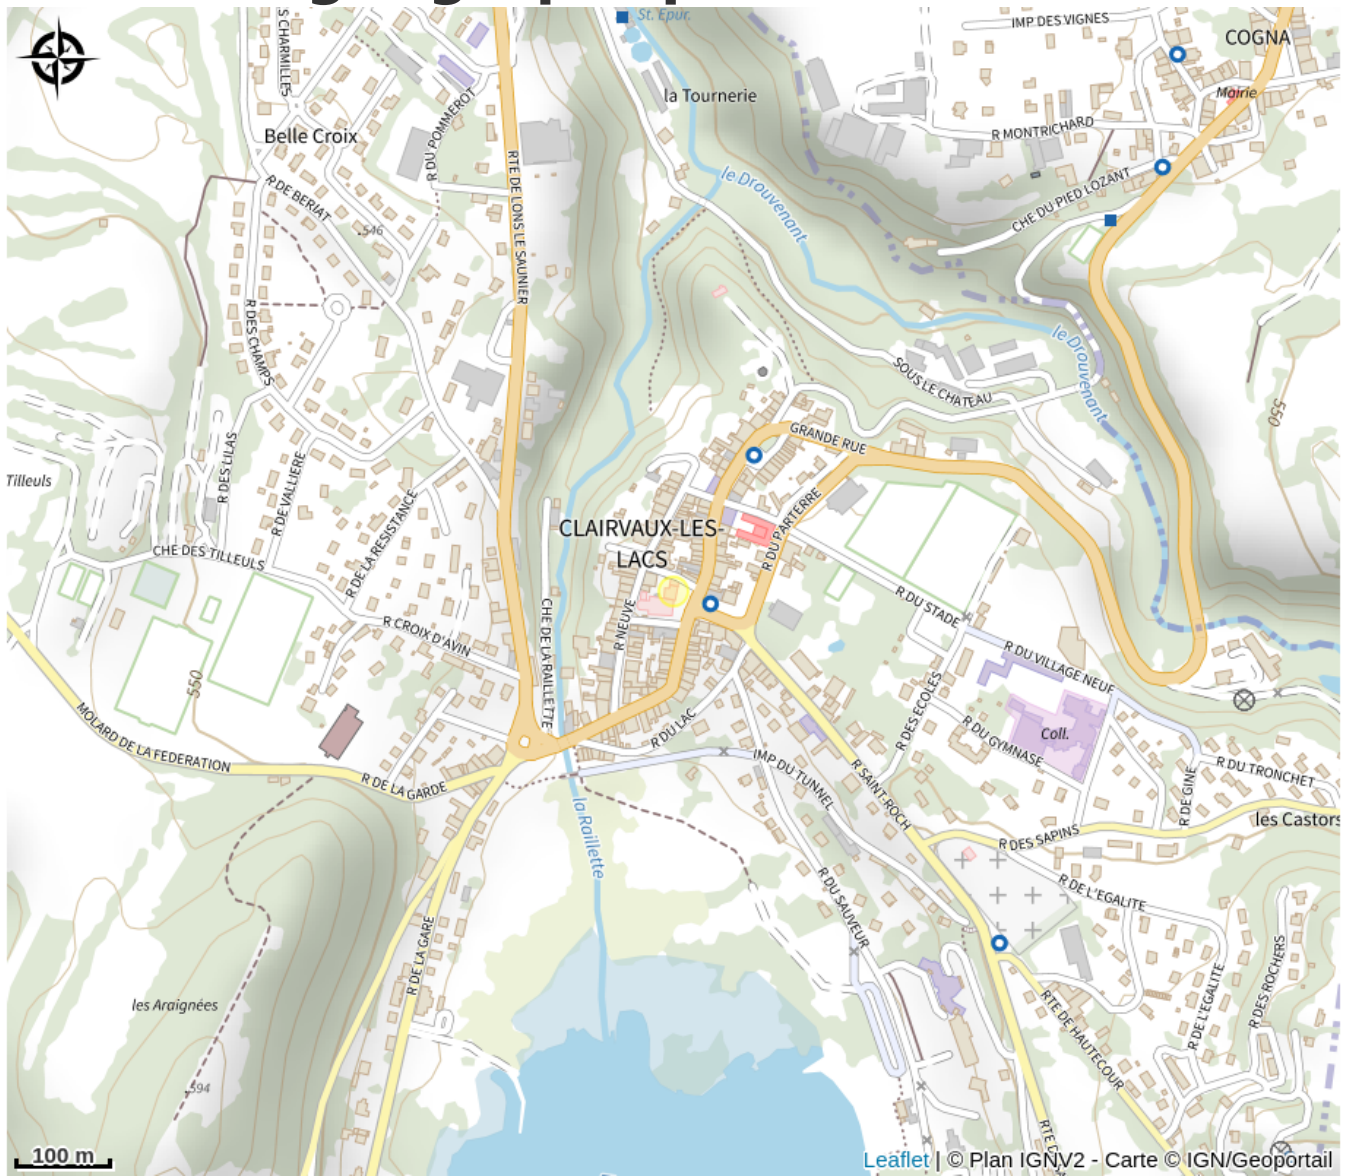 St. Epur.
IMP DES VIGNES
COGNA
S CHARMILLES
la Tournerie
Mairie
R DU POMMEROT
Belle Croix
R MONTRICHARD
RTE DE LONS LE SAUNIER
le Drouvenant
CHE DU PIED LOZANT
R DE BERIAT
546
R DES CHAMPS
le Drouvenant
SOUS LE CHATEAU
550
GRANDE RUE
R DES LILAS
R DE VALLIERE
Tilleuls
R DE LA RESISTANCE
CLAIRVAUX-LES-
LACS
R DU PARTERRE
CHE DES TILLEULS
R DU STADE
R CROIX D'AVIN
CHE DE LA RAILLETTE
R NEUVE
R DU VILLAGE NEUF
550
R DES ECOLES
MOLARD DE LA FEDERATION
R DU LAC
R DU GYMNASE
Coll.
IMP DU TUNNEL
R DE LA GARDE
R SAINT-ROCH
R DE GINE
R DU TRONCHET
les Castors
la Raillette
R DES SAPINS
R DU SAUVEUR
R DE L'EGALITE
R DE LA GARE
les Araignées
R DE L'EGALITE
R DES ROCHERS
RTE DE HAUTECOUR
594
RTE
100 m
Leaflet | © Plan IGNV2 - Carte © IGN/Geoportail